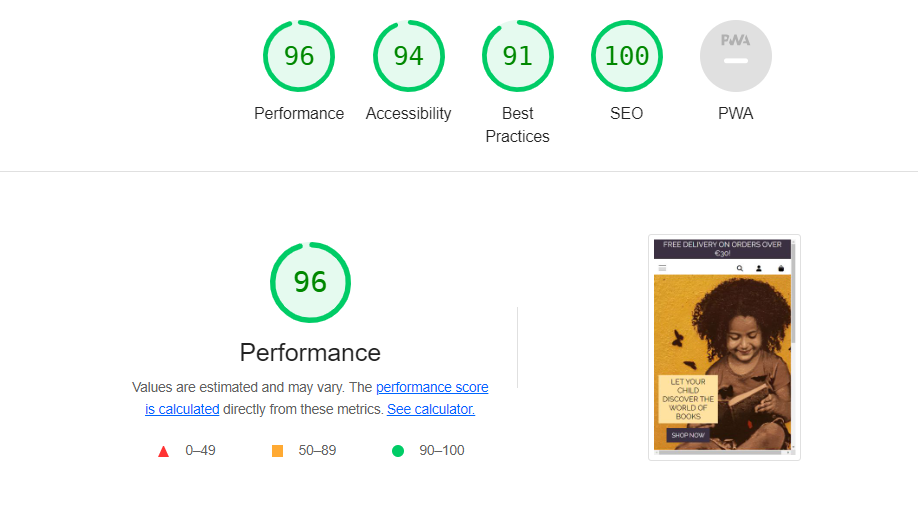 96
94
91
100
PWA
Performance
Accessibility
Best
Practices
SEO
PWA
96
Performance
Values are estimated and may vary. The performance score
is calculated directly from these metrics. See calculator.
0–49
50–89
90–100
FREE DELIVERY ON ORDERS OVER
€30!
LET YOUR
CHILD
DISCOVER THE
WORLD OF
BOOKS
SHOP NOW